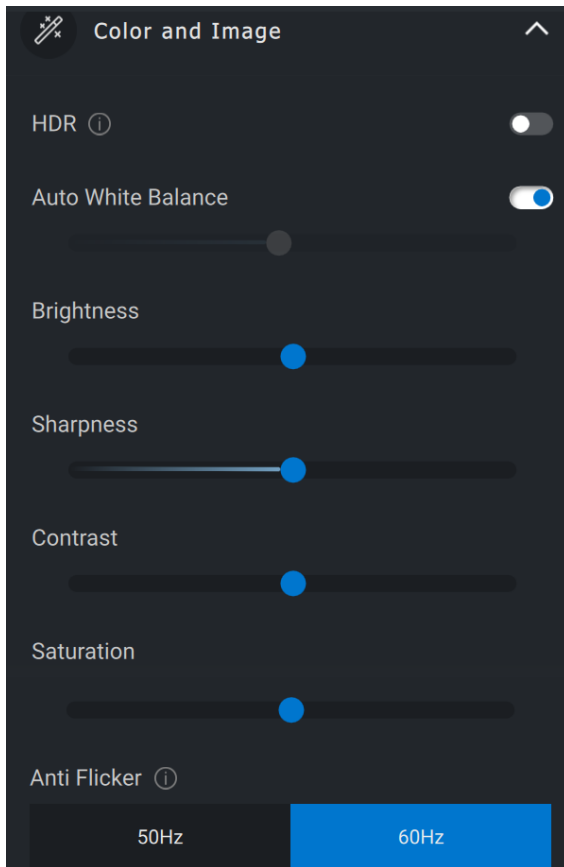 Color and Image
HDR
Auto White Balance
Brightness
Sharpness
Contrast
Saturation
Anti Flicker
50Hz 60Hz